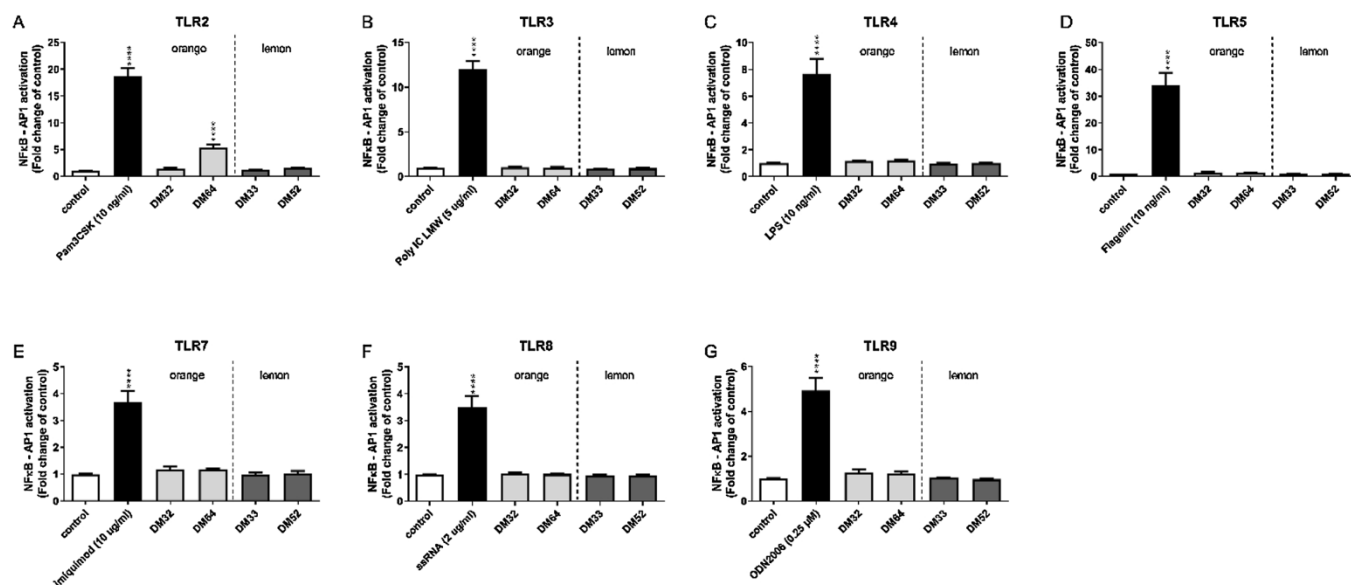 A
TLR2
NFκB - AP1 activation
(Fold change of control)
25
20
15
10
5
0
orange
lemon
****
****
control
Pam3CSK (10 ng/ml)
DM32
DM64
DM33
DM52
B
TLR3
NFκB - AP1 activation
(Fold change of control)
15
10
5
0
orange
lemon
****
control
Poly IC LMW (5 ug/ml)
DM32
DM64
DM33
DM52
C
TLR4
NFκB - AP1 activation
(Fold change of control)
10
8
6
4
2
0
orange
lemon
****
control
LPS (10 ng/ml)
DM32
DM64
DM33
DM52
D
TLR5
NFκB - AP1 activation
(Fold change of control)
50
40
30
20
10
0
orange
lemon
****
control
Flagelin (10 ng/ml)
DM32
DM64
DM33
DM52
E
TLR7
NFκB - AP1 activation
(Fold change of control)
5
4
3
2
1
0
orange
lemon
****
control
Imiquimod (10 ug/ml)
DM32
DM64
DM33
DM52
F
TLR8
NFκB - AP1 activation
(Fold change of control)
5
4
3
2
1
0
orange
lemon
****
control
ssRNA (2 ug/ml)
DM32
DM64
DM33
DM52
G
TLR9
NFκB - AP1 activation
(Fold change of control)
6
4
2
0
orange
lemon
****
control
ODN2006 (0.25 µM)
DM32
DM64
DM33
DM52